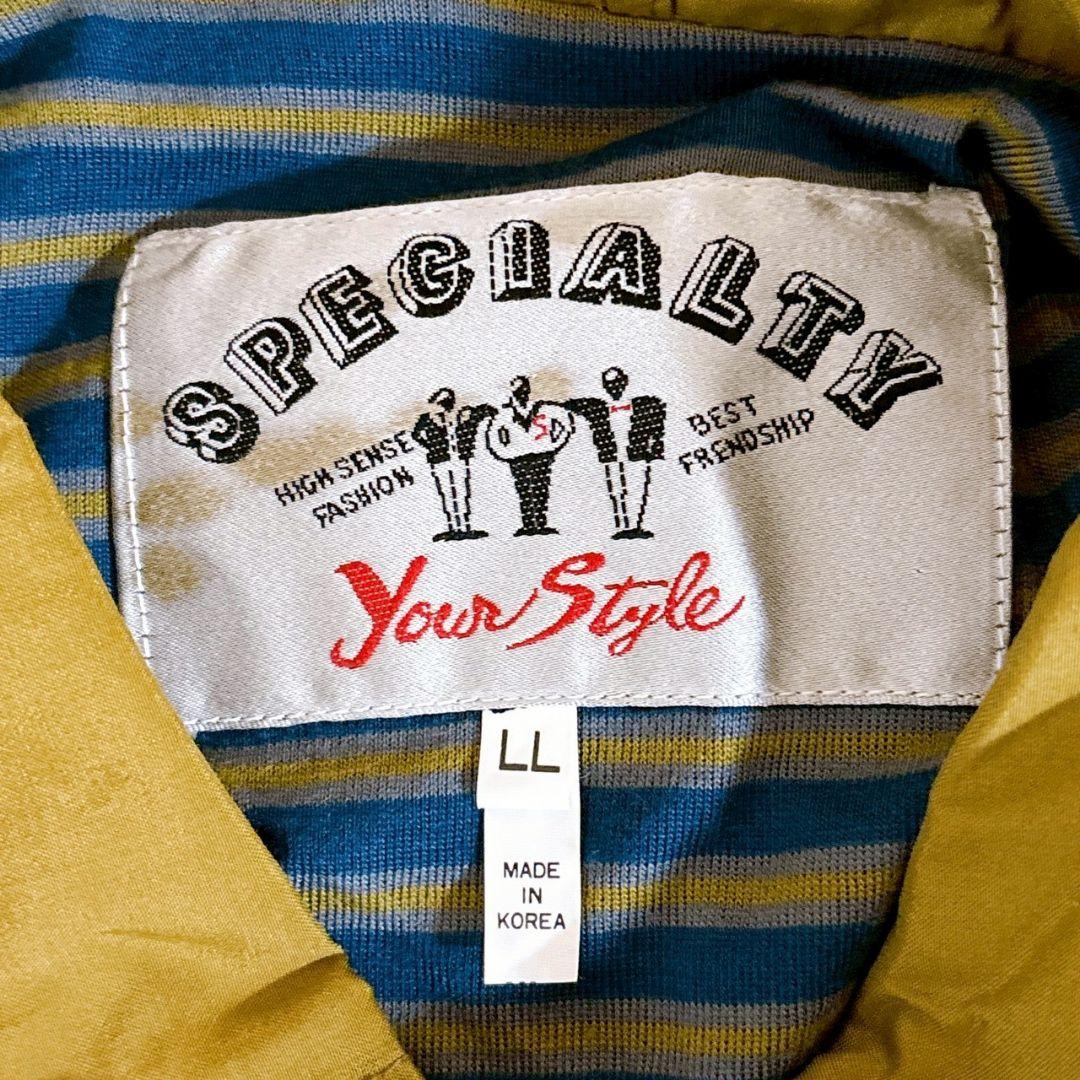 SPECIALTY
HIGH SENSE
FASHION
BEST
FRENDSHIP
Your Style
LL
MADE
IN
KOREA